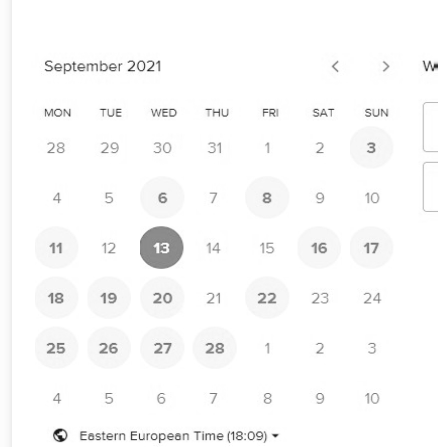 September 2021
MON TUE WED THU FRI SAT SUN
28 29 30 31 1 2 3
4 5 6 7 8 9 10
11 12 13 14 15 16 17
18 19 20 21 22 23 24
25 26 27 28 1 2 3
4 5 6 7 8 9 10
Eastern European Time (18:09)